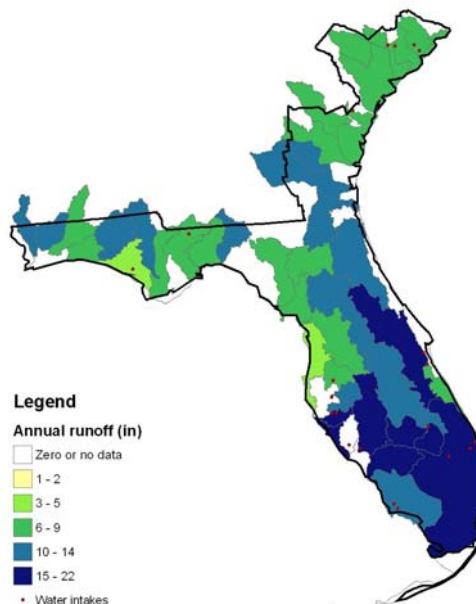 Legend
Annual runoff (in)
Zero or no data
1 - 2
3 - 5
6 - 9
10 - 14
15 - 22
Water intakes